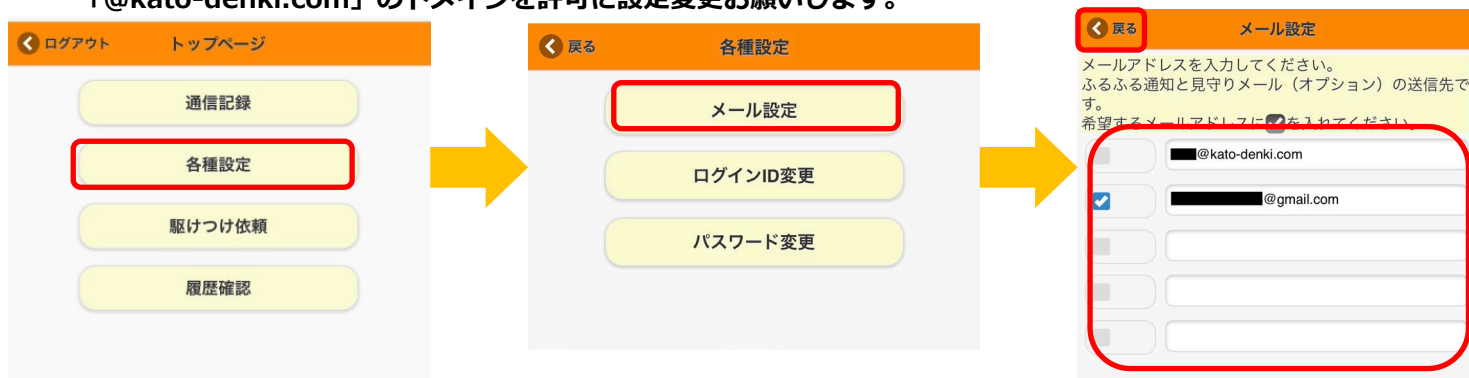 「@kato-denki.com」のドメインを許可に設定変更お願いします。
ログアウト トップページ
通信記録
各種設定
駆けつけ依頼
履歴確認
戻る 各種設定
メール設定
ログインID変更
パスワード変更
戻る メール設定
メールアドレスを入力してください。
ふるふる通知と見守りメール（オプション）の送信先で
す。
希望するメールアドレスに✓を入れてください。
@kato-denki.com
@gmail.com